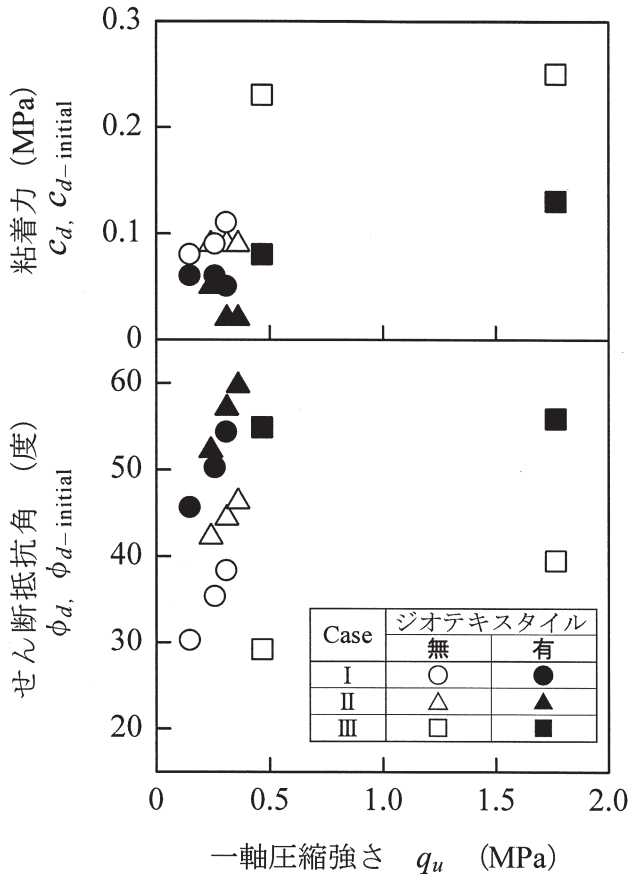 0.3
0.2
0.1
0
粘着力 (MPa)
c_d, c_{d-initial}
60
50
40
30
20
せん断抵抗角 (度)
ϕ_d, ϕ_{d-initial}
Case ジオテキスタイル
無 有
I ○ ●
II △ ▲
III □ ■
0 0.5 1.0 1.5 2.0
一軸圧縮強さ q_u (MPa)